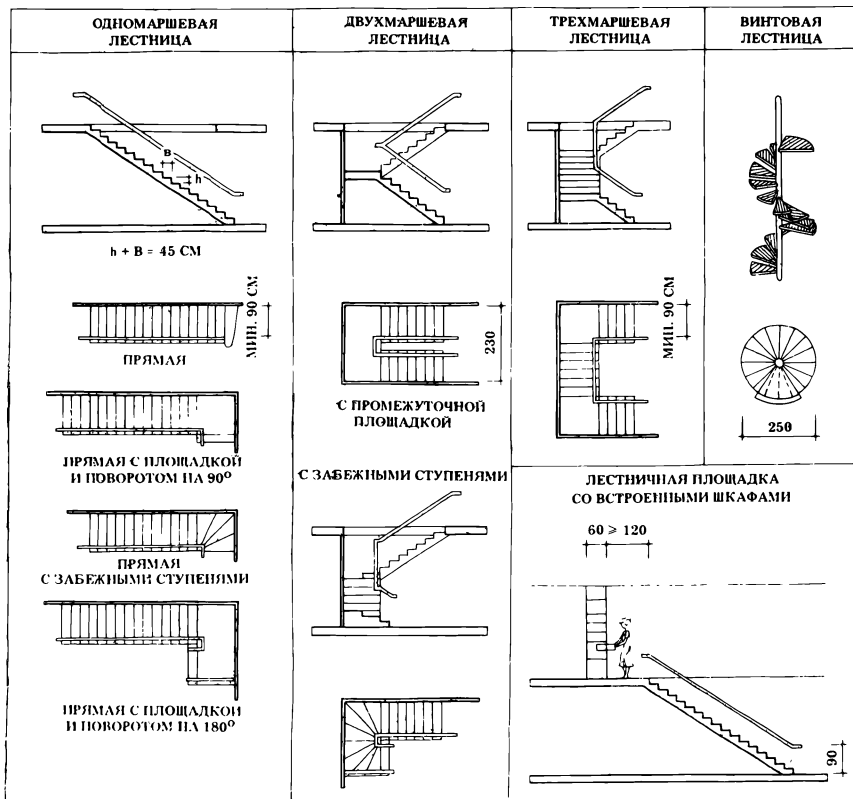 ОДНОМАРШЕВАЯ
ЛЕСТНИЦА
h + В = 45 СМ
В
h
МИН. 90 СМ
ПРЯМАЯ
ПРЯМАЯ С ПЛОЩАДКОЙ
И ПОВОРОТОМ НА 90°
ПРЯМАЯ
С ЗАБЕЖНЫМИ СТУПЕНЯМИ
ПРЯМАЯ С ПЛОЩАДКОЙ
И ПОВОРОТОМ НА 180°
ДВУХМАРШЕВАЯ
ЛЕСТНИЦА
230
С ПРОМЕЖУТОЧНОЙ
ПЛОЩАДКОЙ
С ЗАБЕЖНЫМИ СТУПЕНЯМИ
ТРЕХМАРШЕВАЯ
ЛЕСТНИЦА
МИН. 90 СМ
ВИНТОВАЯ
ЛЕСТНИЦА
250
ЛЕСТНИЧНАЯ ПЛОЩАДКА
СО ВСТРОЕННЫМИ ШКАФАМИ
60 ⩾ 120
90